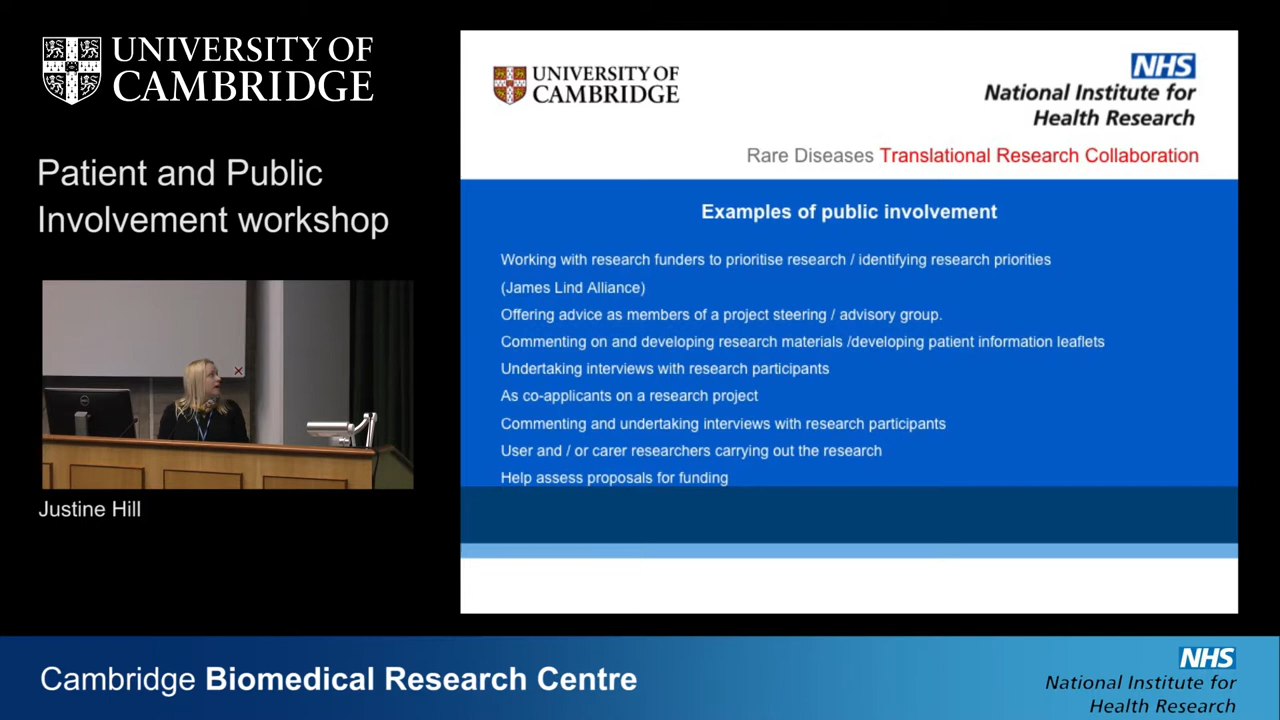 UNIVERSITY OF
CAMBRIDGE
Patient and Public
Involvement workshop
Justine Hill
UNIVERSITY OF
CAMBRIDGE
NHS
National Institute for
Health Research
Rare Diseases Translational Research Collaboration
Examples of public involvement
Working with research funders to prioritise research / identifying research priorities
(James Lind Alliance)
Offering advice as members of a project steering / advisory group.
Commenting on and developing research materials /developing patient information leaflets
Undertaking interviews with research participants
As co-applicants on a research project
Commenting and undertaking interviews with research participants
User and / or carer researchers carrying out the research
Help assess proposals for funding
Cambridge Biomedical Research Centre
NHS
National Institute for
Health Research